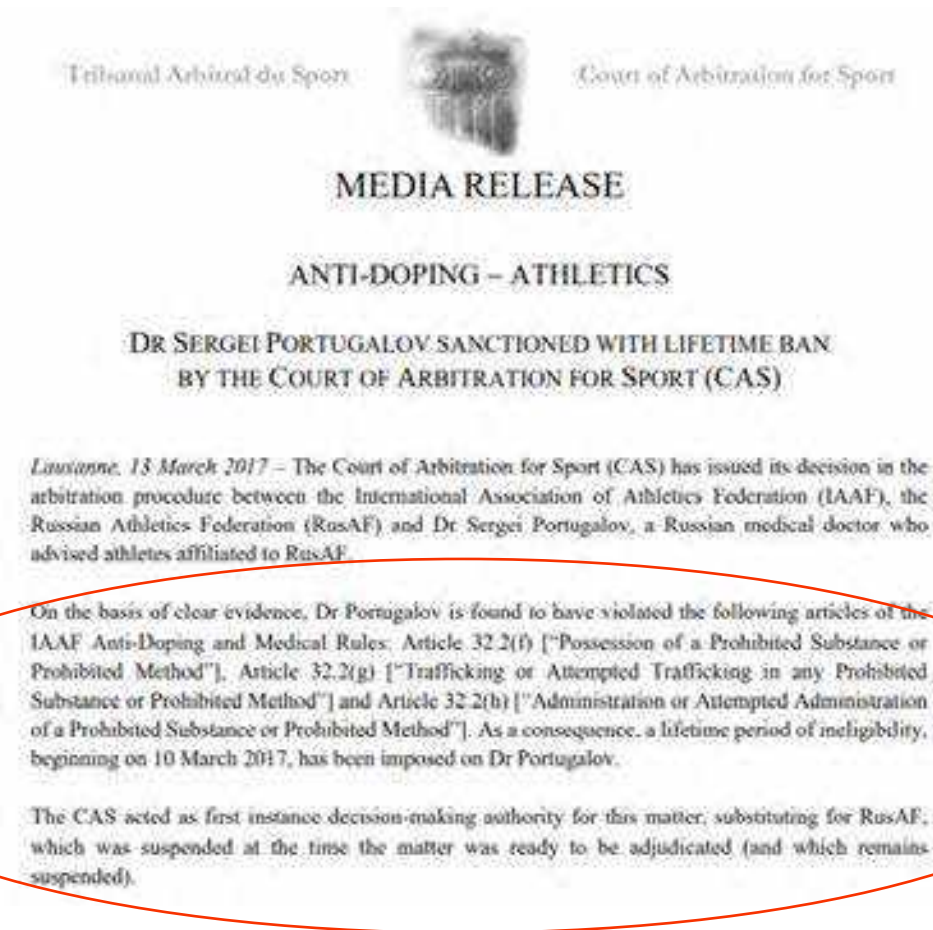 Tribunal Arbitral du Sport
Court of Arbitration for Sport
MEDIA RELEASE
ANTI-DOPING – ATHLETICS
DR SERGEI PORTUGALOV SANCTIONED WITH LIFETIME BAN
BY THE COURT OF ARBITRATION FOR SPORT (CAS)
Lausanne, 13 March 2017 – The Court of Arbitration for Sport (CAS) has issued its decision in the
arbitration procedure between the International Association of Athletics Federation (IAAF), the
Russian Athletics Federation (RusAF) and Dr Sergei Portugalov, a Russian medical doctor who
advised athletes affiliated to RusAF.
On the basis of clear evidence, Dr Portugalov is found to have violated the following articles of the
IAAF Anti-Doping and Medical Rules: Article 32.2(f) ["Possession of a Prohibited Substance or
Prohibited Method"], Article 32.2(g) ["Trafficking or Attempted Trafficking in any Prohibited
Substance or Prohibited Method"] and Article 32.2(h) ["Administration or Attempted Administration
of a Prohibited Substance or Prohibited Method"]. As a consequence, a lifetime period of ineligibility,
beginning on 10 March 2017, has been imposed on Dr Portugalov.
The CAS acted as first instance decision-making authority for this matter, substituting for RusAF,
which was suspended at the time the matter was ready to be adjudicated (and which remains
suspended).